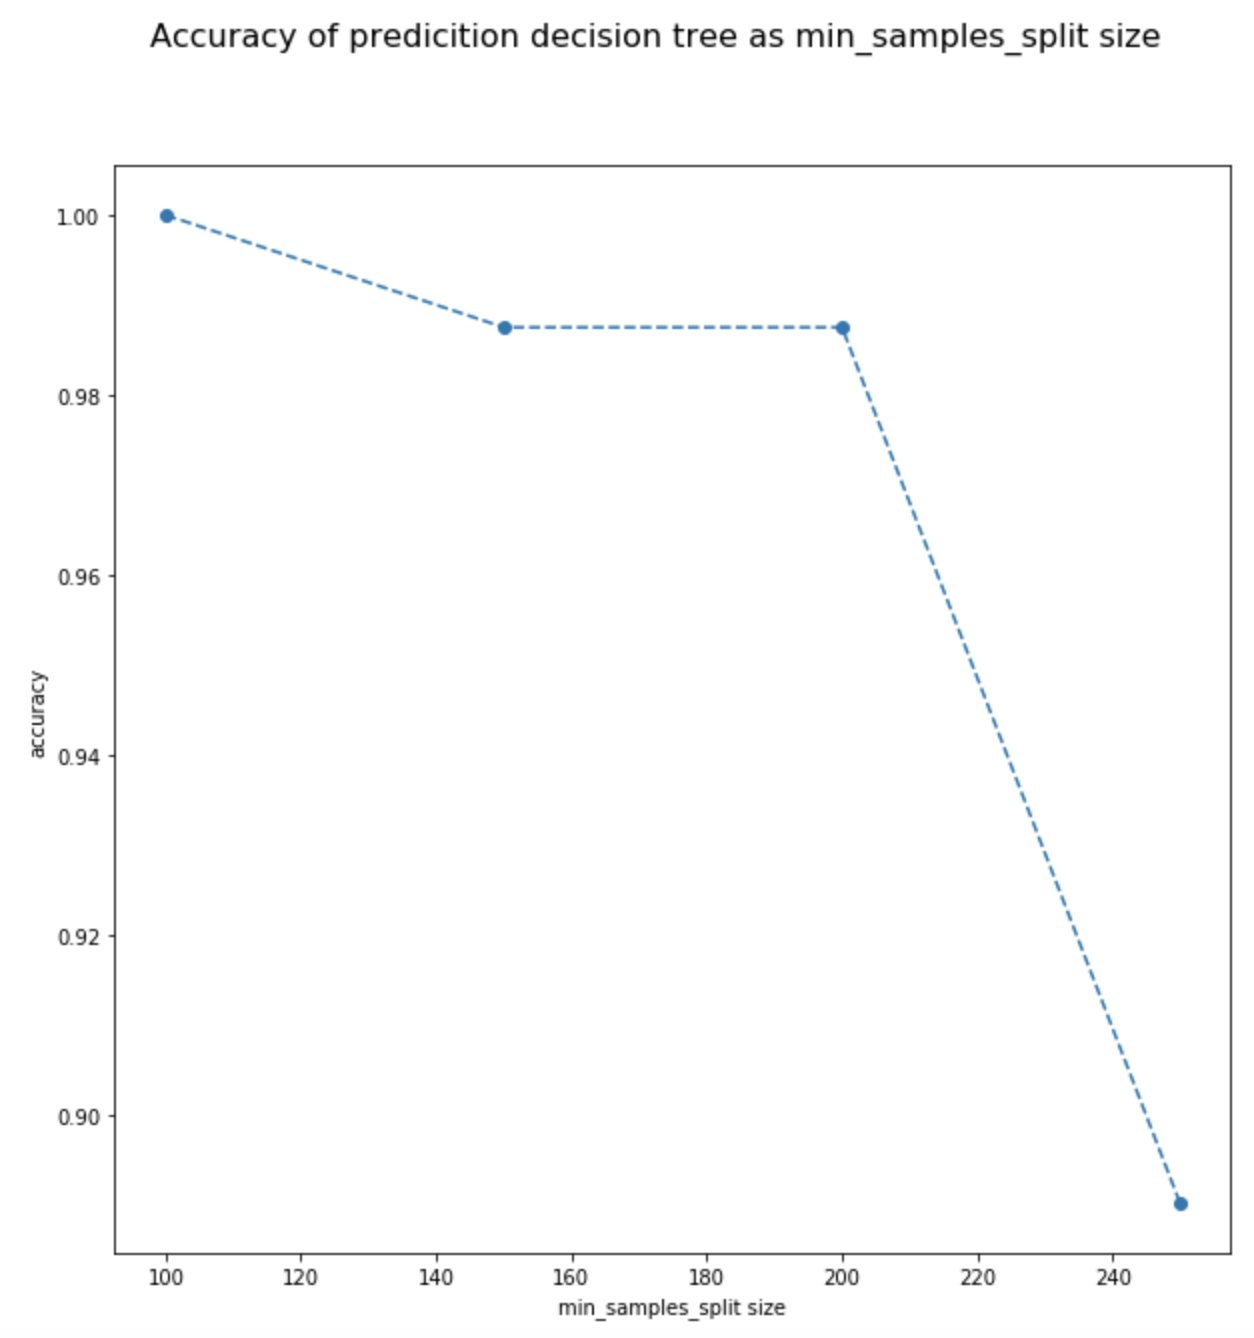 Accuracy of predicition decision tree as min_samples_split size
1.00
0.98
0.96
0.94
0.92
0.90
accuracy
100 120 140 160 180 200 220 240
min_samples_split size